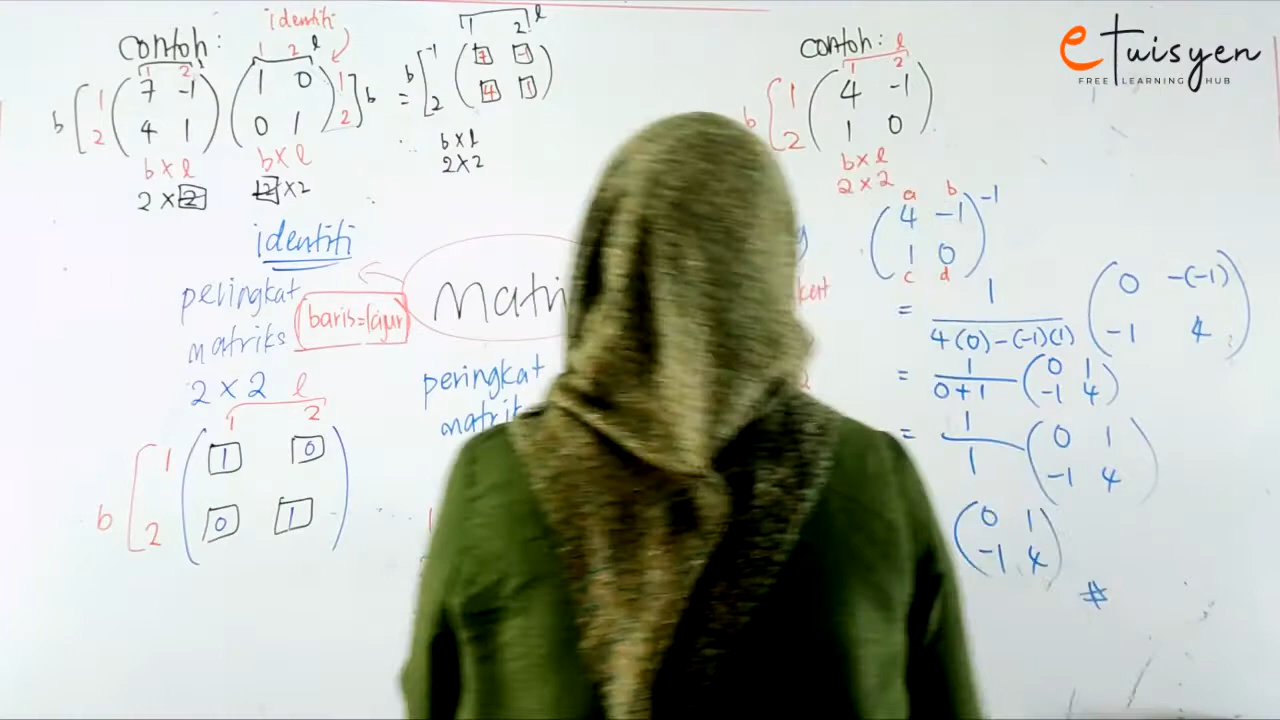 contoh:
identiti
1 2 l
b [ 1 2 ( 7 -1 4 1 ) ( 1 0 0 1 ) 1 2 ] b
b x l b x l
2 x 2 2 x 2
1 2 l
= b [ 1 2 ( 7 -1 4 1 )
b x l
2 x 2
identiti
peringkat
matriks
2 x 2
baris = lajur
l
1 2
b [ 1 2 ( 1 0 0 1 )
peringkat
contoh:
l
1 2
b [ 1 2 ( 4 -1 1 0 )
b x l
2 x 2
a b
( 4 -1 1 0 )⁻¹
c d
= 1 / 4(0) - (-1)(1) ( 0 -(-1) -1 4 )
= 1 / 0+1 ( 0 1 -1 4 )
= 1 / 1 ( 0 1 -1 4 )
( 0 1 -1 4 )
#
eTuisyen
FREE LEARNING HUB